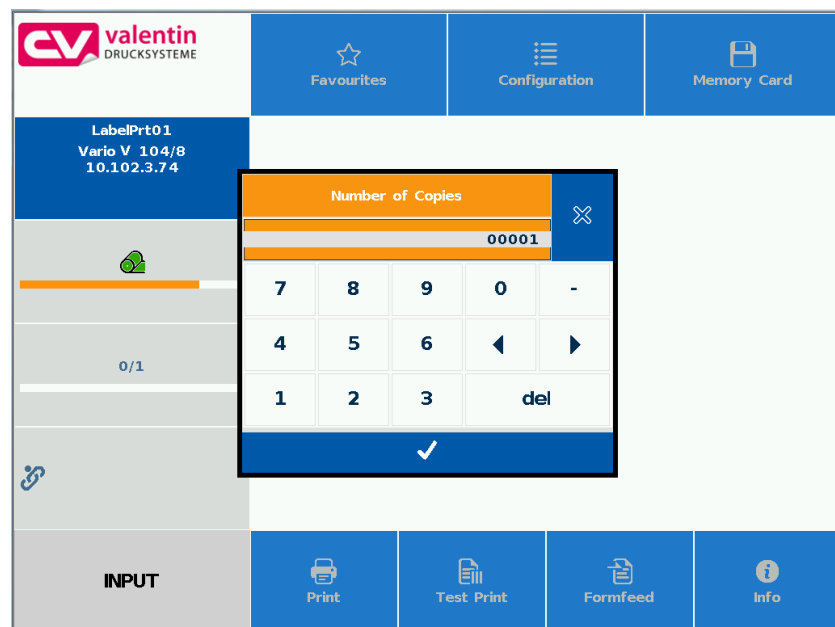 valentin
DRUCKSYSTEME
Favourites
Configuration
Memory Card
LabelPrt01
Vario V 104/8
10.102.3.74
Number of Copies
00001
7 8 9 0 -
4 5 6
0/1
1 2 3 del
INPUT
Print
Test Print
Formfeed
Info